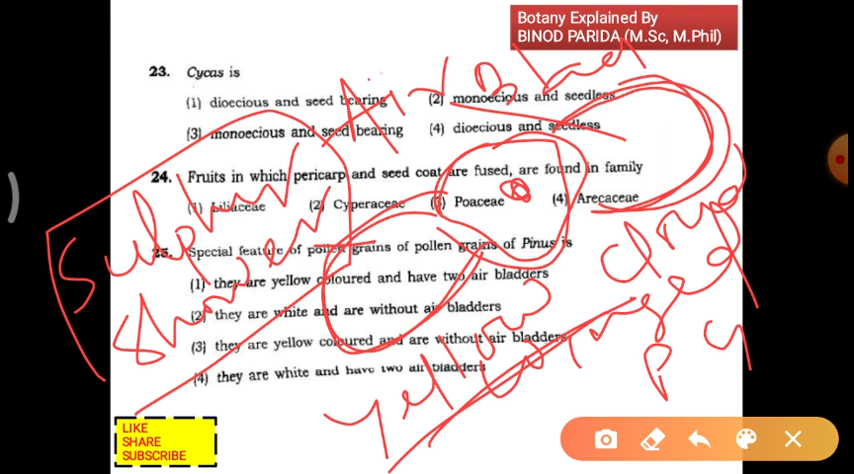 Botany Explained By
BINOD PARIDA (M.Sc, M.Phil)
23. Cycas is
(1) dioecious and seed bearing (2) monoecious and seedless
(3) monoecious and seed bearing (4) dioecious and seedless
24. Fruits in which pericarp and seed coat are fused, are found in family
(1) Liliaceae (2) Cyperaceae (3) Poaceae (4) Arecaceae
25. Special feature of pollen grains of pollen grains of Pinus is
(1) they are yellow coloured and have two air bladders
(2) they are white and are without air bladders
(3) they are yellow coloured and are without air bladders
(4) they are white and have two air bladders
Sulphur
Shower
Air
Yellow
winged
LIKE
SHARE
SUBSCRIBE